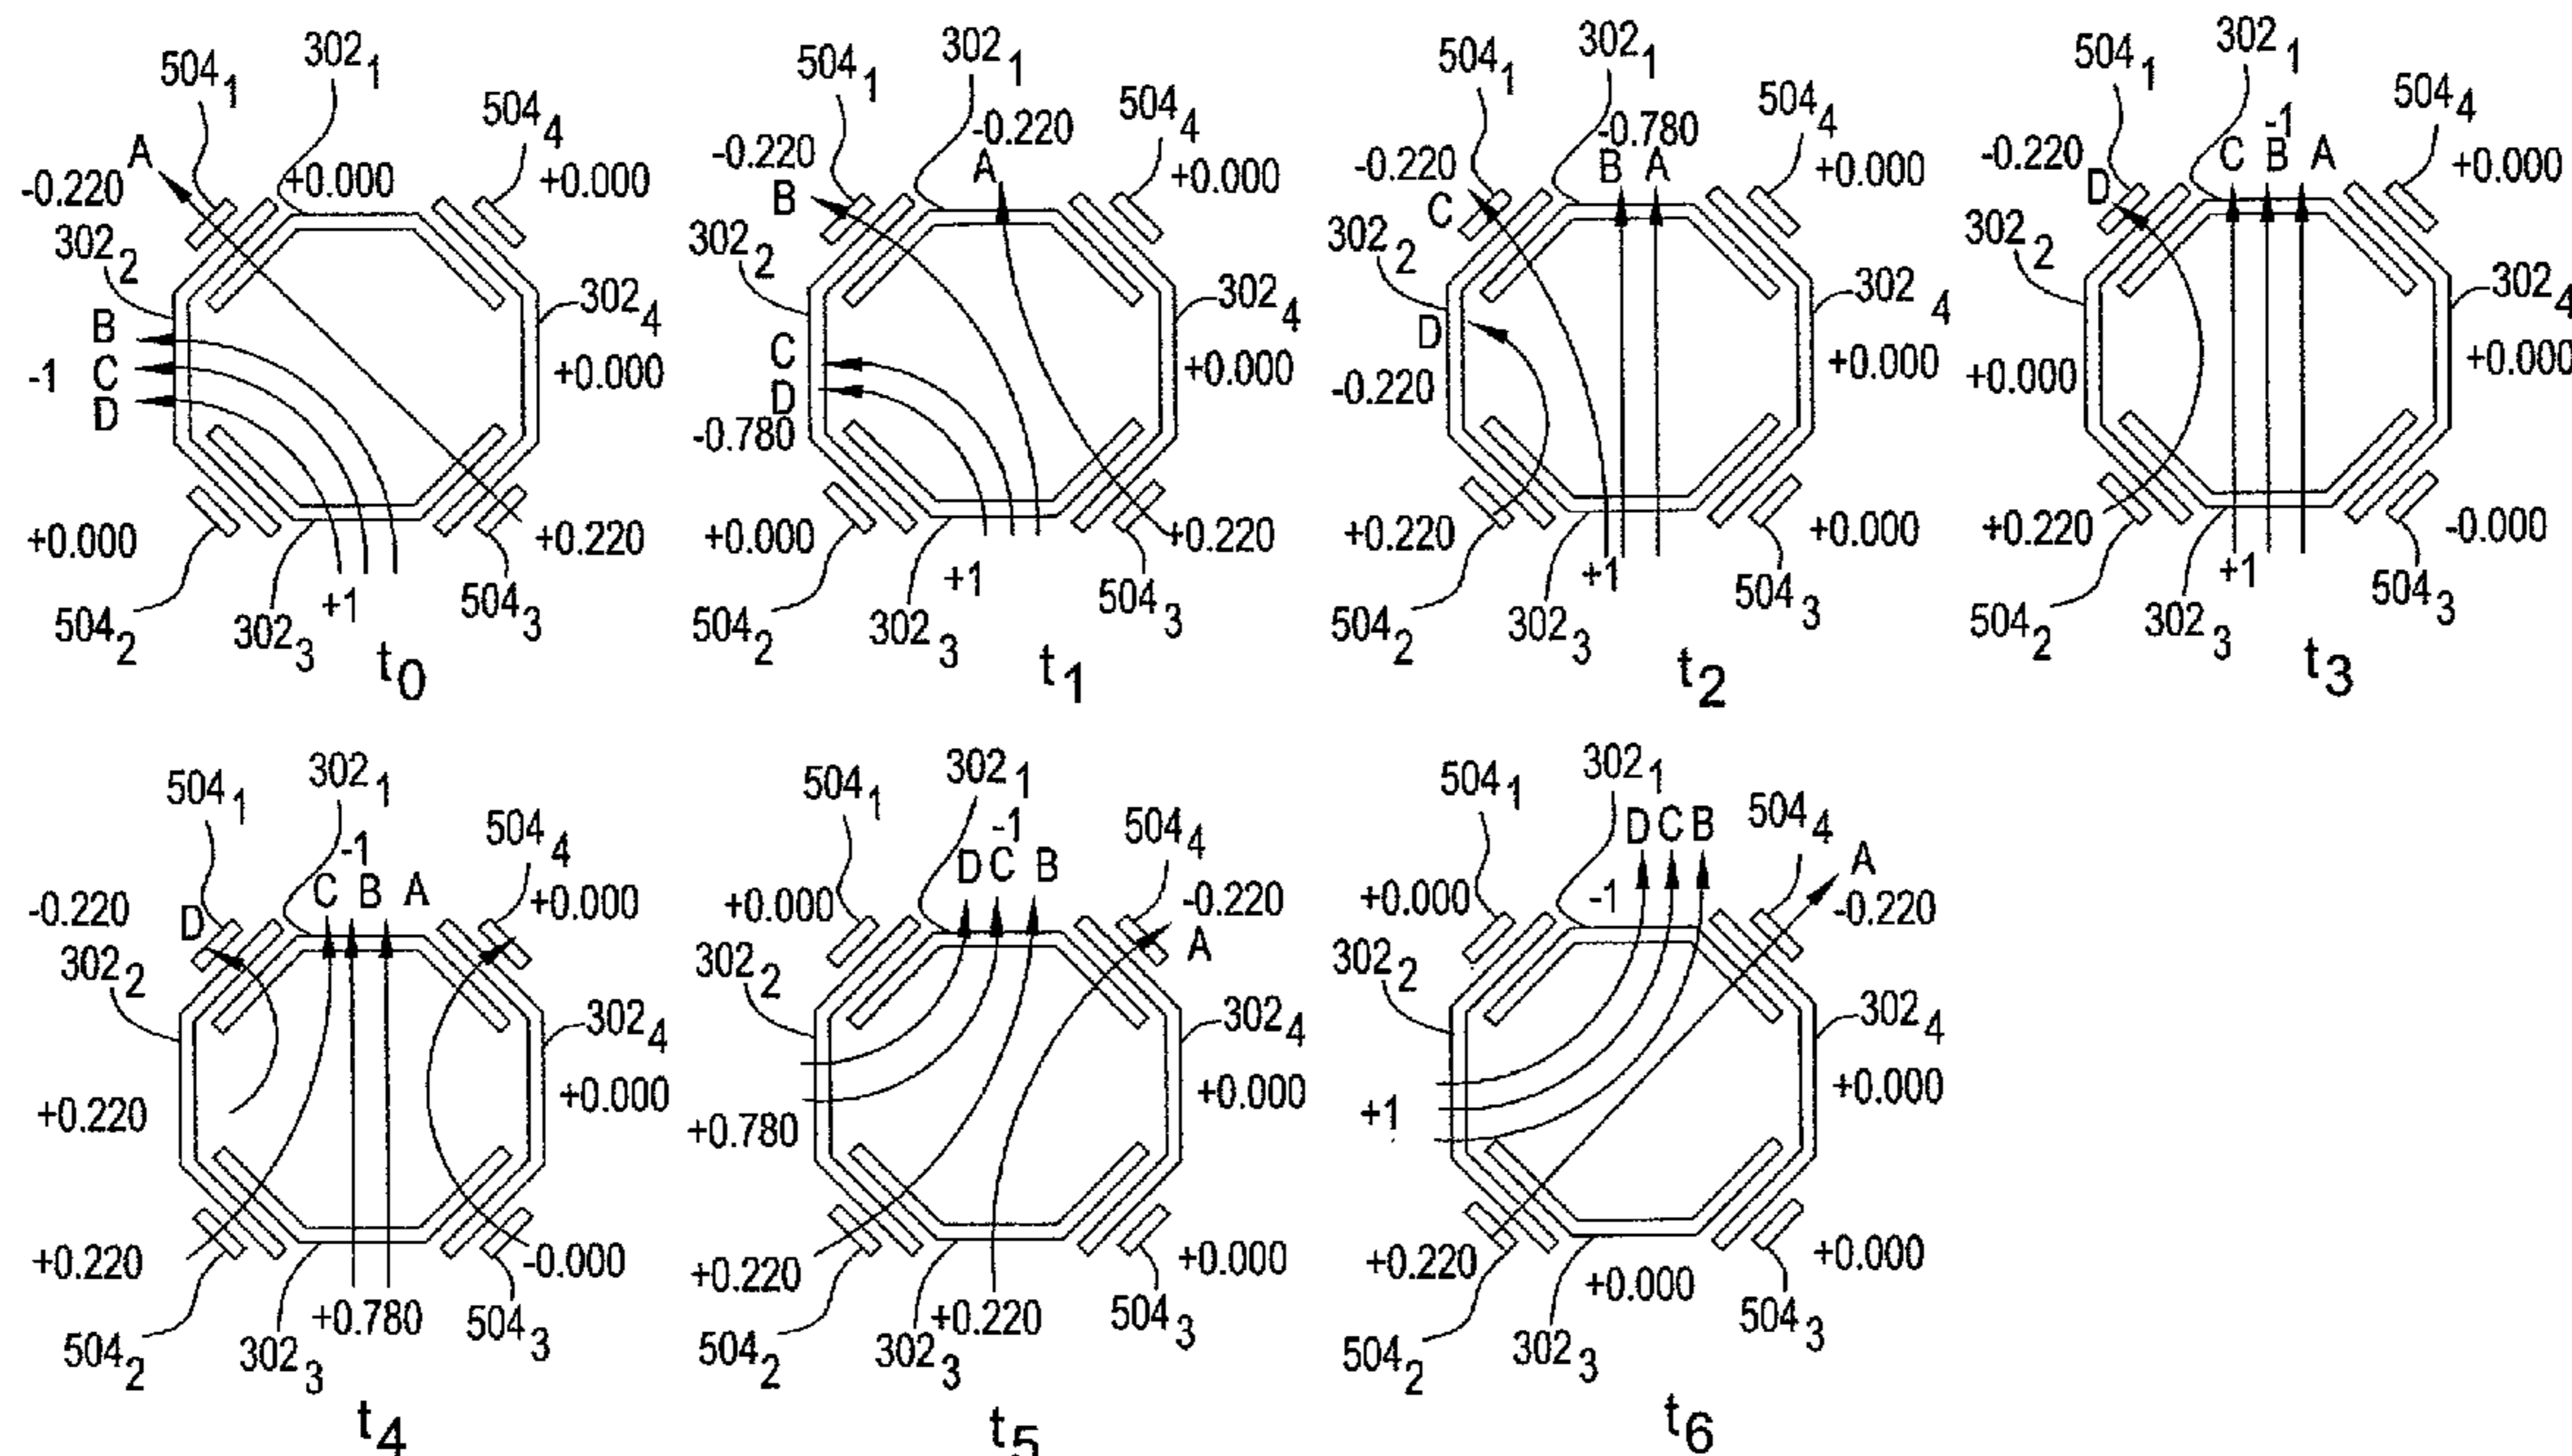 504₁ 302₁ 504₄
A
-0.220 +0.000 +0.000
302₂
B 302₄
-1 C +0.000
D
+0.000 +0.220
504₂ 302₃ +1 504₃
t₀
504₁ 302₁ 504₄
-0.220 A -0.220 +0.000
B
302₂ 302₄
C +0.000
D
-0.780
+0.000 +0.220
504₂ 302₃ +1 504₃
t₁
504₁ 302₁ 504₄
-0.220 B -0.780 A +0.000
C
302₂ 302₄
D +0.000
-0.220
+0.220 +0.000
504₂ 302₃ +1 504₃
t₂
504₁ 302₁ 504₄
-1
-0.220 C B A +0.000
D
302₂ 302₄
+0.000 +0.000
+0.220 -0.000
504₂ 302₃ +1 504₃
t₃
504₁ 302₁ 504₄
-1
-0.220 C B A +0.000
D
302₂ 302₄
+0.220 +0.000
+0.220 +0.780 -0.000
504₂ 302₃ 504₃
t₄
504₁ 302₁ 504₄
-1
D C B
+0.000 -0.220
A
302₂ 302₄
+0.780 +0.000
+0.220 +0.220 +0.000
504₂ 302₃ 504₃
t₅
504₁ 302₁ 504₄
D C B A
+0.000 -1 -0.220
302₂ 302₄
+1 +0.000
+0.220 +0.000 +0.000
504₂ 302₃ 504₃
t₆